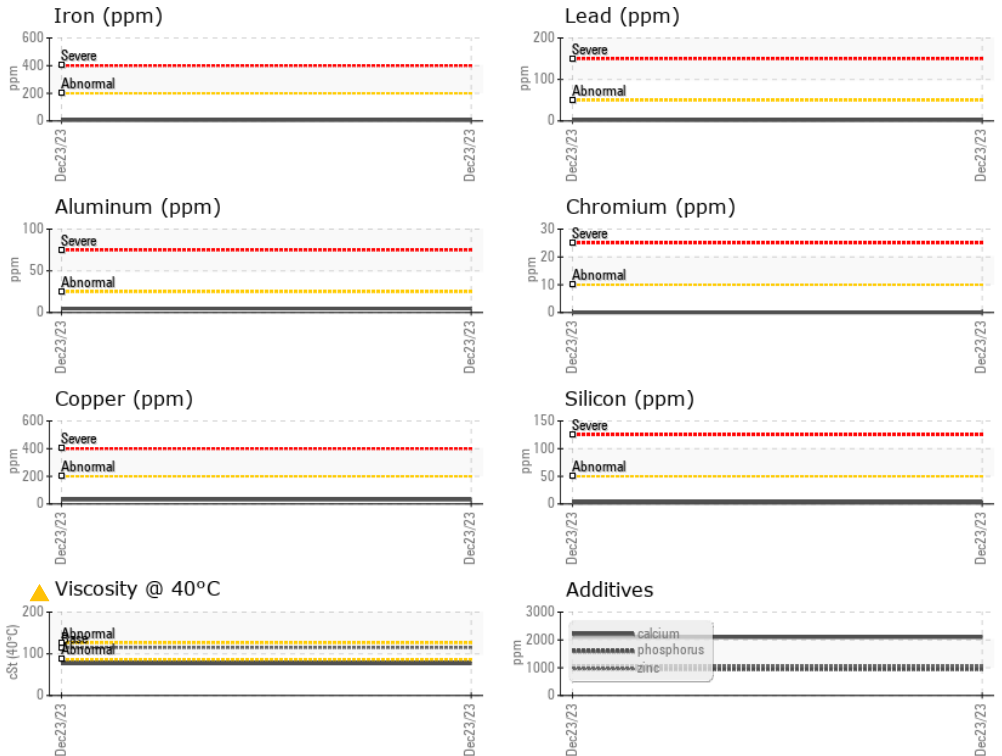 Iron (ppm)
600
400
200
0
ppm
Severe
Abnormal
Dec23/23
Dec23/23
Lead (ppm)
200
100
0
ppm
Severe
Abnormal
Dec23/23
Dec23/23
Aluminum (ppm)
100
50
0
ppm
Severe
Abnormal
Dec23/23
Dec23/23
Chromium (ppm)
30
20
10
0
ppm
Severe
Abnormal
Dec23/23
Dec23/23
Copper (ppm)
600
400
200
0
ppm
Severe
Abnormal
Dec23/23
Dec23/23
Silicon (ppm)
150
100
50
0
ppm
Severe
Abnormal
Dec23/23
Dec23/23
Viscosity @ 40°C
200
100
0
cSt (40°C)
Abnormal
Base
Abnormal
Dec23/23
Dec23/23
Additives
3000
2000
1000
0
ppm
calcium
phosphorus
zinc
Dec23/23
Dec23/23